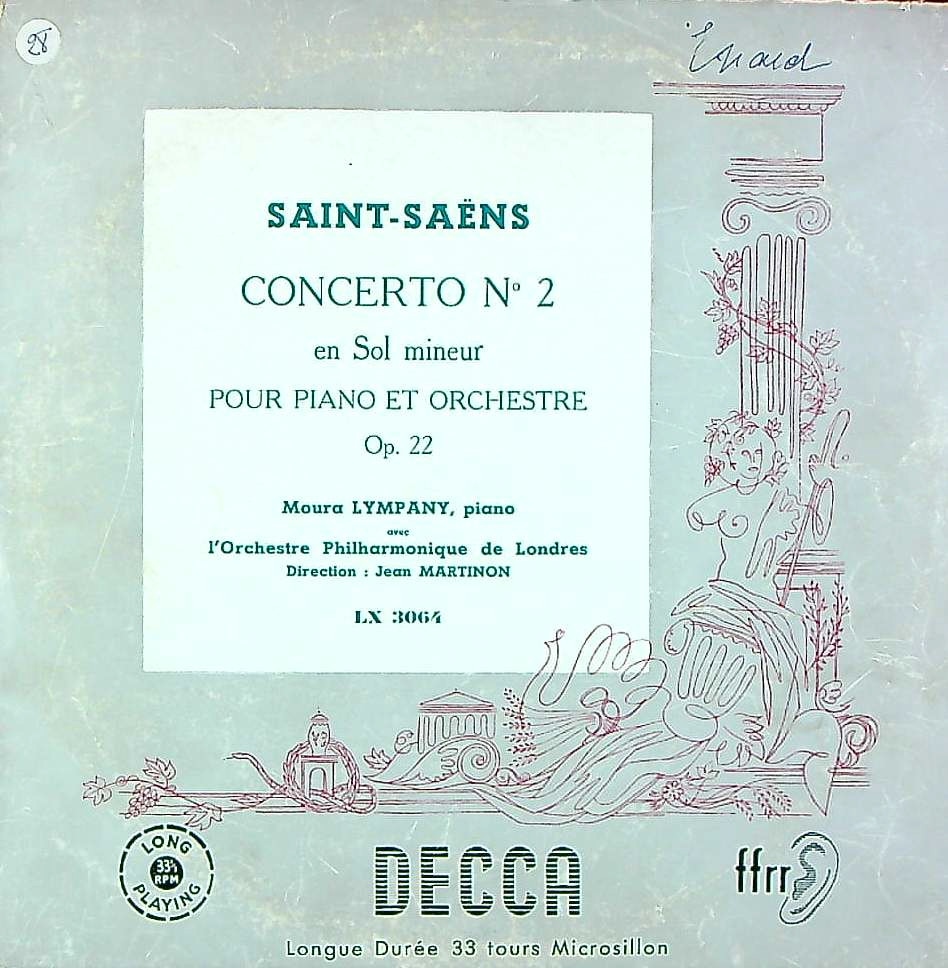 28
SAINT-SAËNS
CONCERTO Nº 2
en Sol mineur
POUR PIANO ET ORCHESTRE
Op. 22
Moura LYMPANY, piano
avec
l'Orchestre Philharmonique de Londres
Direction : Jean MARTINON
LX 3064
LONG
33⅓
RPM
PLAYING
DECCA
ffrr
Longue Durée 33 tours Microsillon